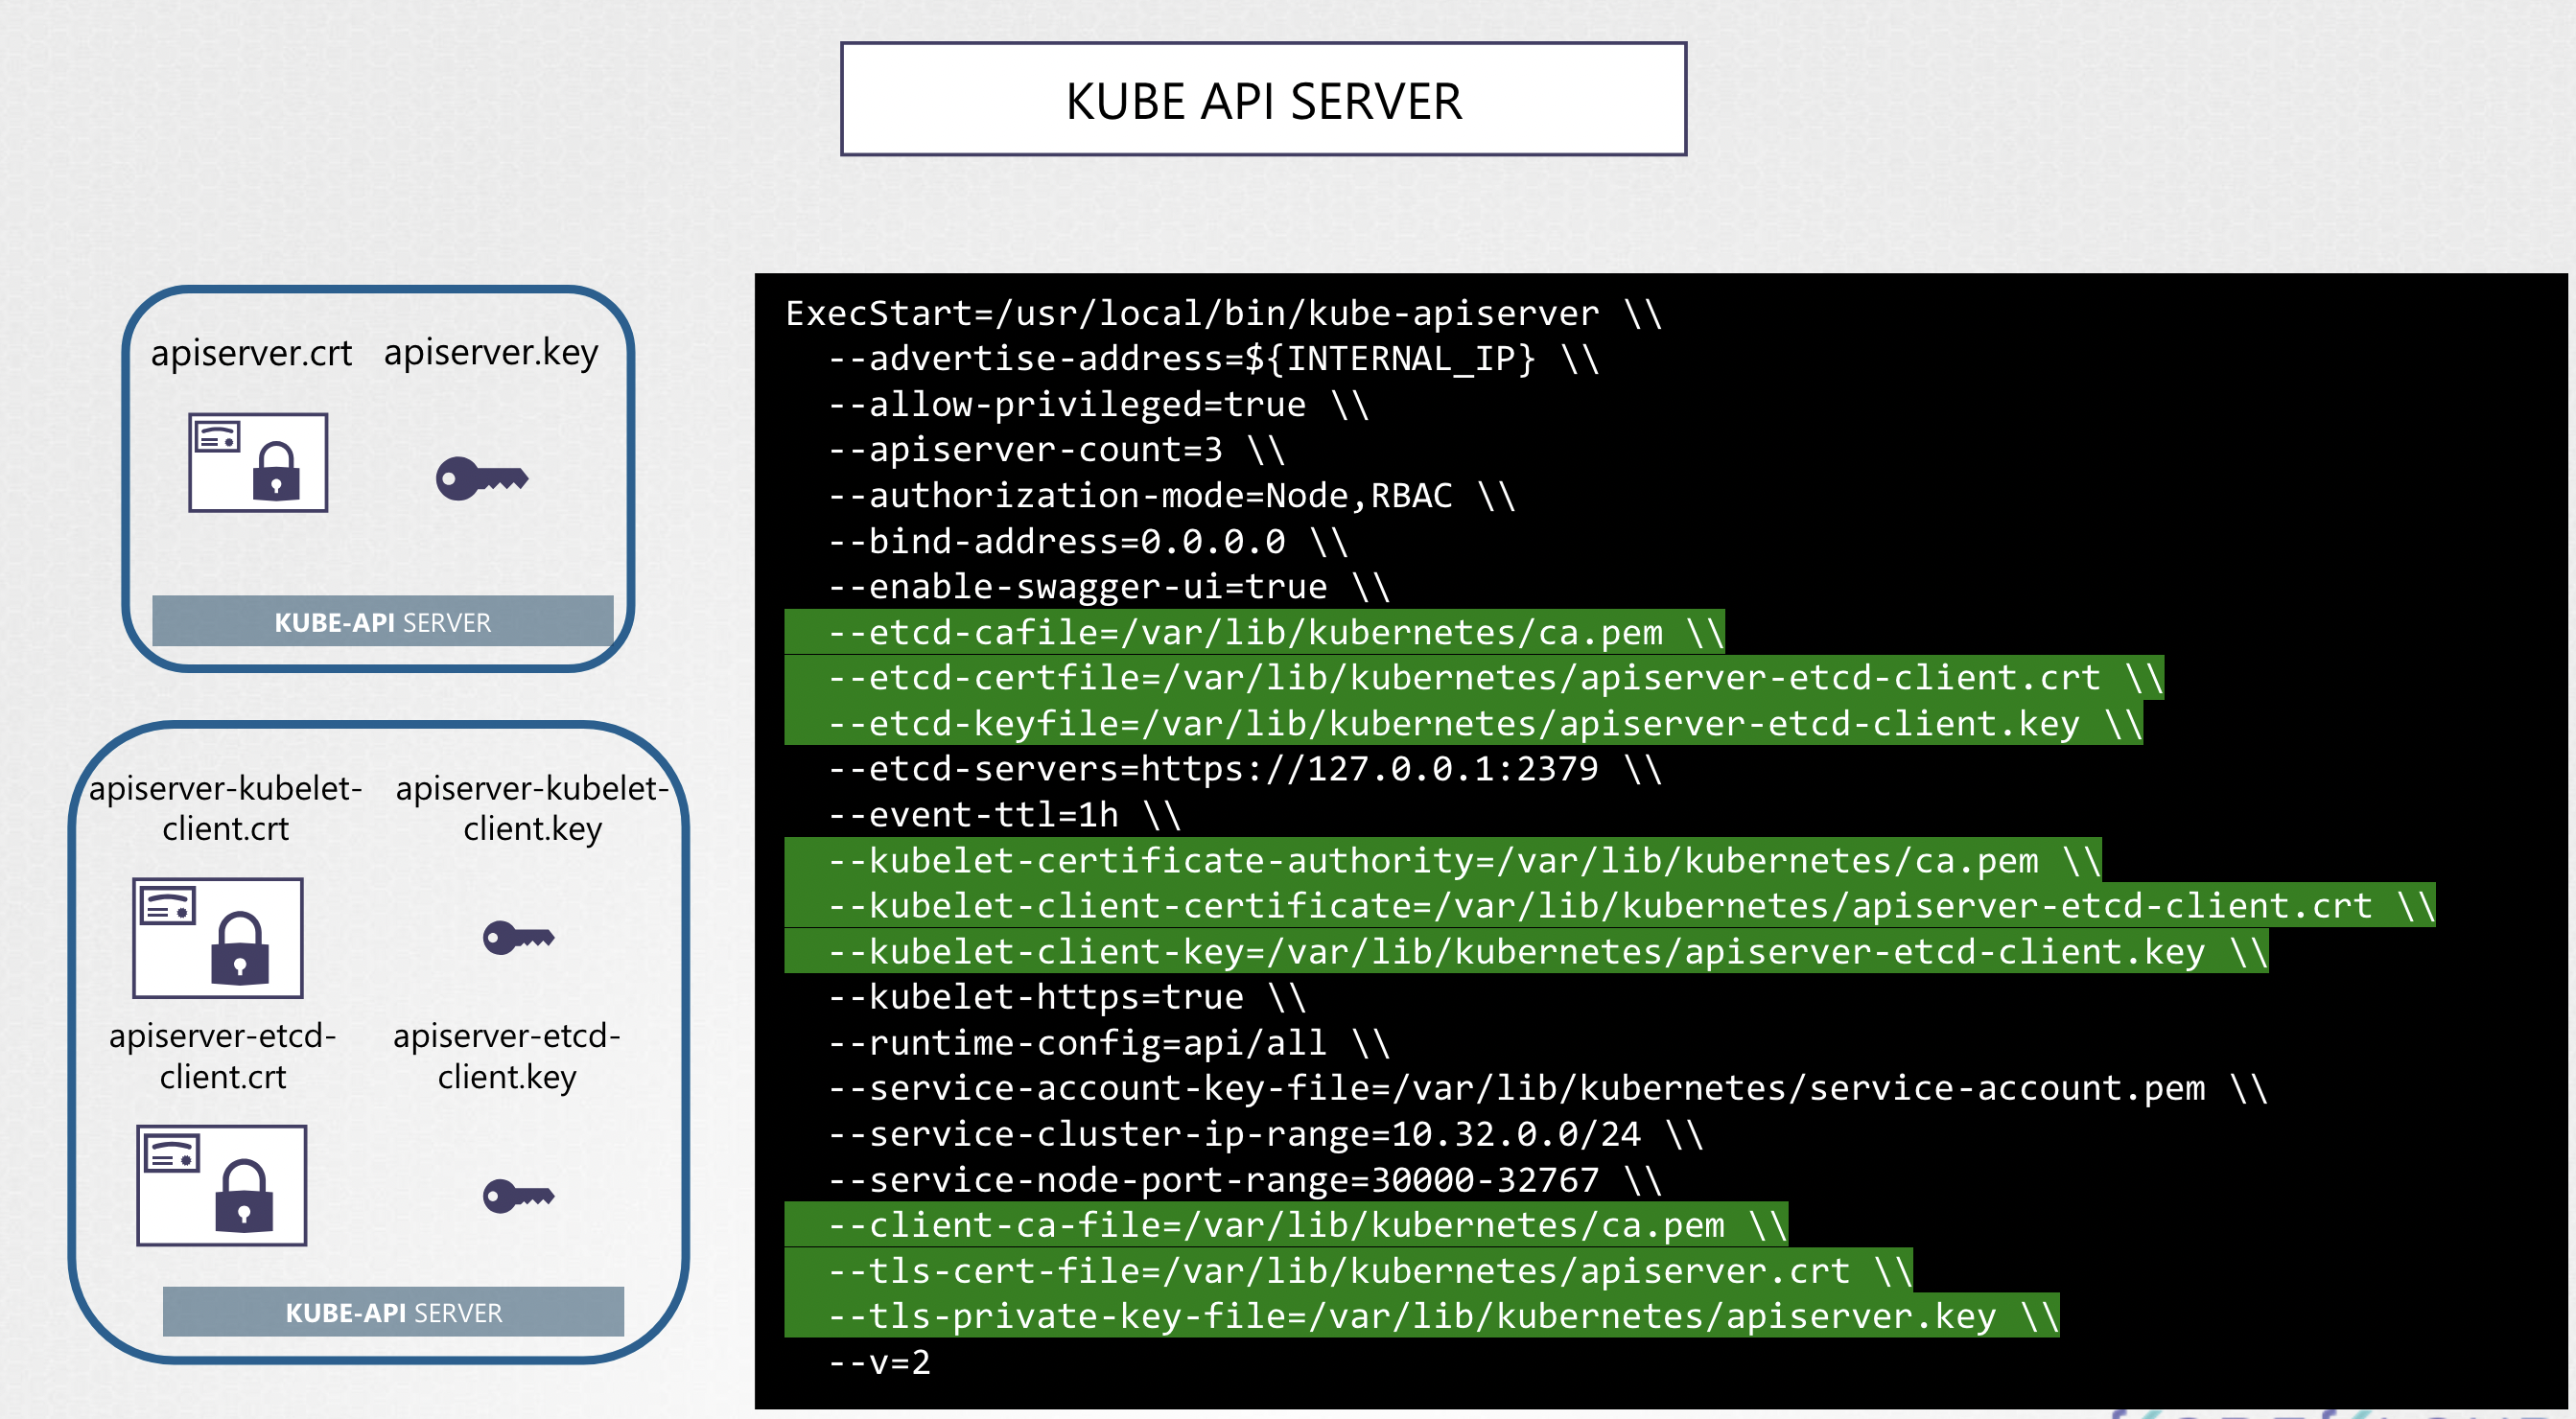 KUBE API SERVER
apiserver.crt
apiserver.key
KUBE-API SERVER
apiserver-kubelet-
client.crt
apiserver-kubelet-
client.key
apiserver-etcd-
client.crt
apiserver-etcd-
client.key
KUBE-API SERVER
ExecStart=/usr/local/bin/kube-apiserver \\
--advertise-address=${INTERNAL_IP} \\
--allow-privileged=true \\
--apiserver-count=3 \\
--authorization-mode=Node,RBAC \\
--bind-address=0.0.0.0 \\
--enable-swagger-ui=true \\
--etcd-cafile=/var/lib/kubernetes/ca.pem \\
--etcd-certfile=/var/lib/kubernetes/apiserver-etcd-client.crt \\
--etcd-keyfile=/var/lib/kubernetes/apiserver-etcd-client.key \\
--etcd-servers=https://127.0.0.1:2379 \\
--event-ttl=1h \\
--kubelet-certificate-authority=/var/lib/kubernetes/ca.pem \\
--kubelet-client-certificate=/var/lib/kubernetes/apiserver-etcd-client.crt \\
--kubelet-client-key=/var/lib/kubernetes/apiserver-etcd-client.key \\
--kubelet-https=true \\
--runtime-config=api/all \\
--service-account-key-file=/var/lib/kubernetes/service-account.pem \\
--service-cluster-ip-range=10.32.0.0/24 \\
--service-node-port-range=30000-32767 \\
--client-ca-file=/var/lib/kubernetes/ca.pem \\
--tls-cert-file=/var/lib/kubernetes/apiserver.crt \\
--tls-private-key-file=/var/lib/kubernetes/apiserver.key \\
--v=2